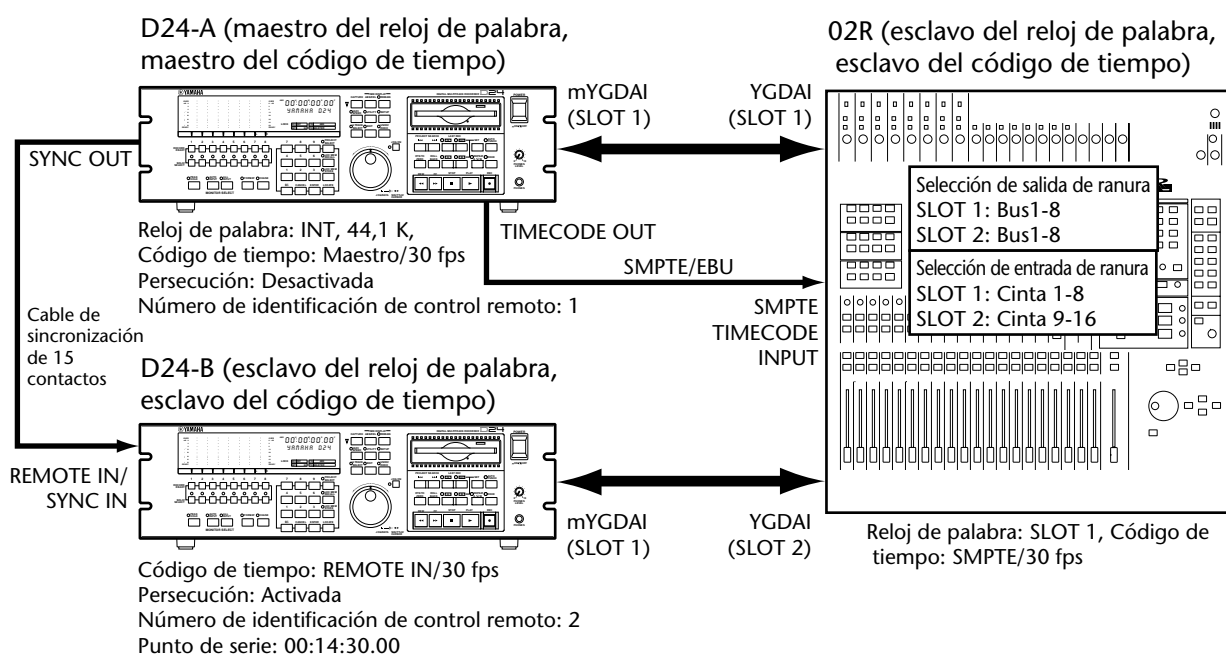 D24-A (maestro del reloj de palabra,
maestro del código de tiempo)
02R (esclavo del reloj de palabra,
esclavo del código de tiempo)
YAMAHA
mYGDAI
(SLOT 1)
YGDAI
(SLOT 1)
SYNC OUT
Selección de salida de ranura
SLOT 1: Bus1-8
SLOT 2: Bus1-8
Selección de entrada de ranura
SLOT 1: Cinta 1-8
SLOT 2: Cinta 9-16
Reloj de palabra: INT, 44,1 K,
Código de tiempo: Maestro/30 fps
Persecución: Desactivada
Número de identificación de control remoto: 1
TIMECODE OUT
SMPTE/EBU
SMPTE
TIMECODE
INPUT
Cable de
sincronización
de 15
contactos
D24-B (esclavo del reloj de palabra,
esclavo del código de tiempo)
YAMAHA
REMOTE IN/
SYNC IN
mYGDAI
(SLOT 1)
YGDAI
(SLOT 2)
Reloj de palabra: SLOT 1, Código de
tiempo: SMPTE/30 fps
Código de tiempo: REMOTE IN/30 fps
Persecución: Activada
Número de identificación de control remoto: 2
Punto de serie: 00:14:30.00